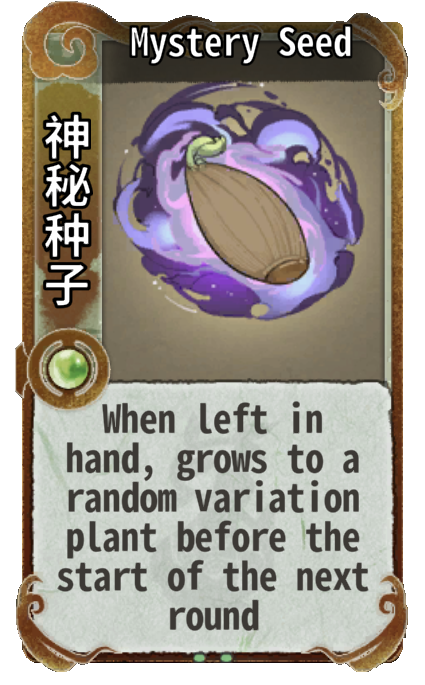 Mystery Seed
神秘种子
When left in
hand, grows to a
random variation
plant before the
start of the next
round